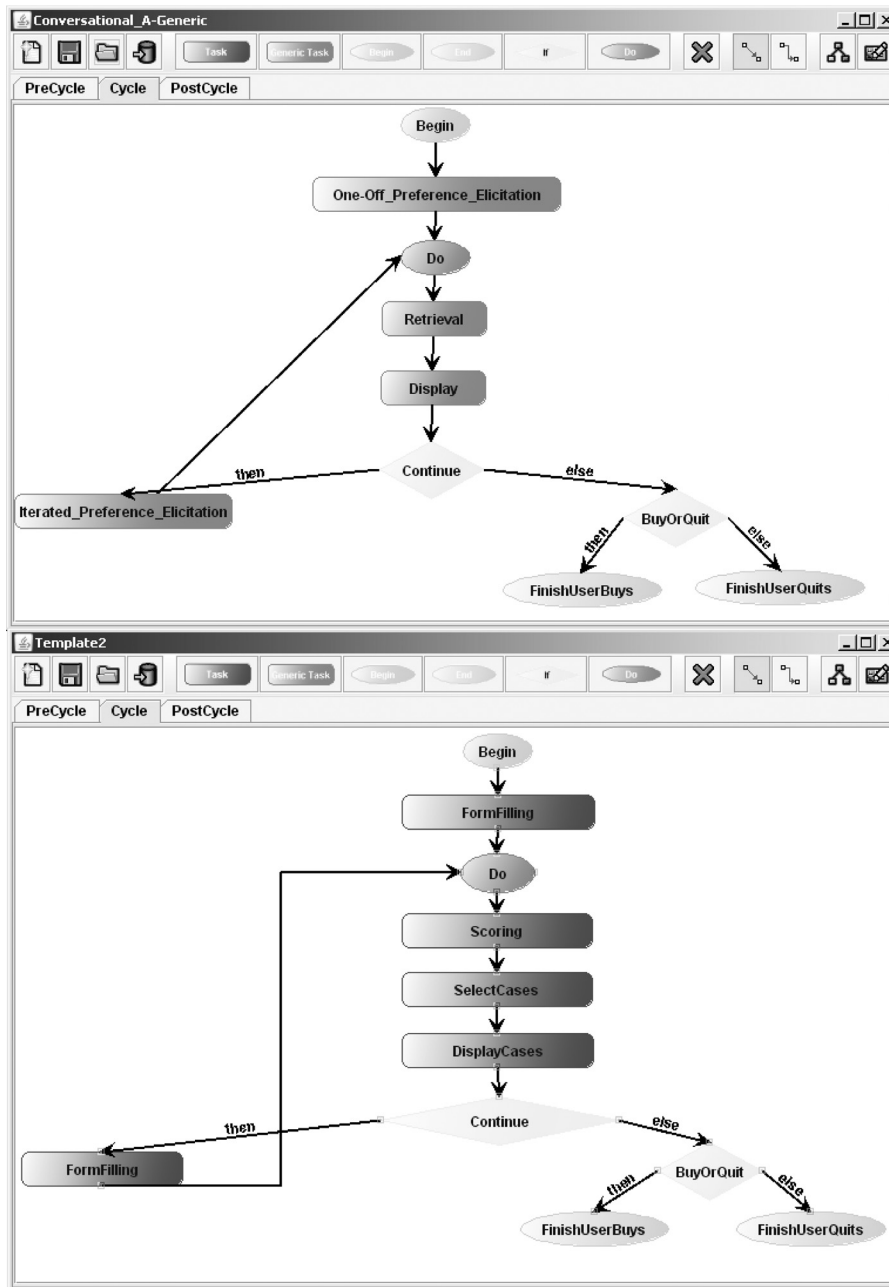 Conversational_A-Generic
Task Generic Task Begin End If Do
PreCycle Cycle PostCycle
Begin
One-Off_Preference_Elicitation
Do
Retrieval
Display
then Continue else
Iterated_Preference_Elicitation
BuyOrQuit
then else
FinishUserBuys FinishUserQuits
Template2
Task Generic Task Begin End If Do
PreCycle Cycle PostCycle
Begin
FormFilling
Do
Scoring
SelectCases
DisplayCases
then Continue else
FormFilling
BuyOrQuit
then else
FinishUserBuys FinishUserQuits